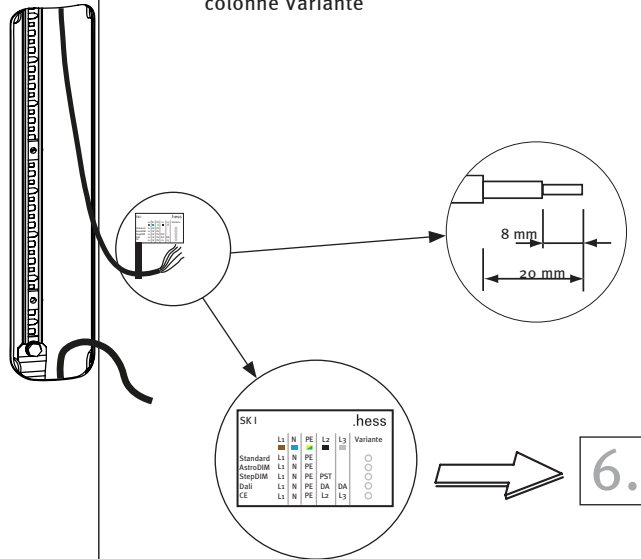 colonne Variante
8 mm
20 mm
SK I .hess
L1 N PE L2 L3 Variante
Standard L1 N PE
AstroDIM L1 N PE
StepDIM L1 N PE PST
Dali L1 N PE DA DA
CE L1 N PE L2 L3
6.
.hess